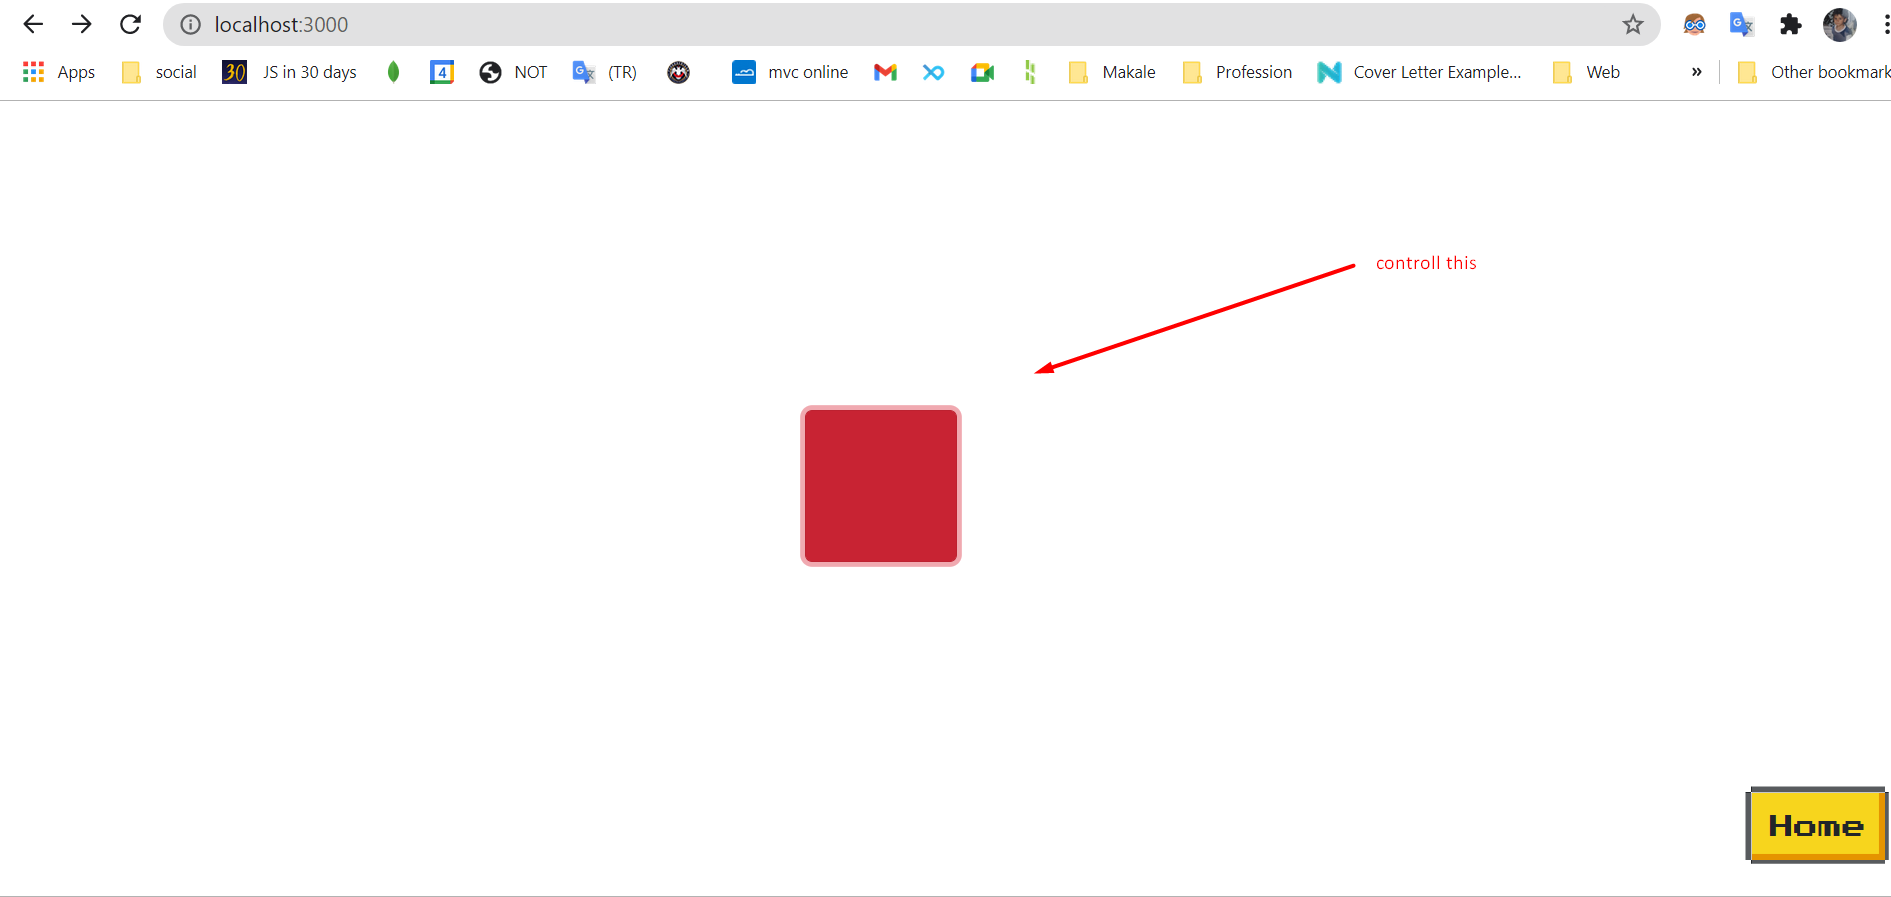 localhost:3000
Apps social 30 JS in 30 days 4 NOT G (TR) mvc online Makale Profession Cover Letter Example... Web » Other bookmark
controll this
Home